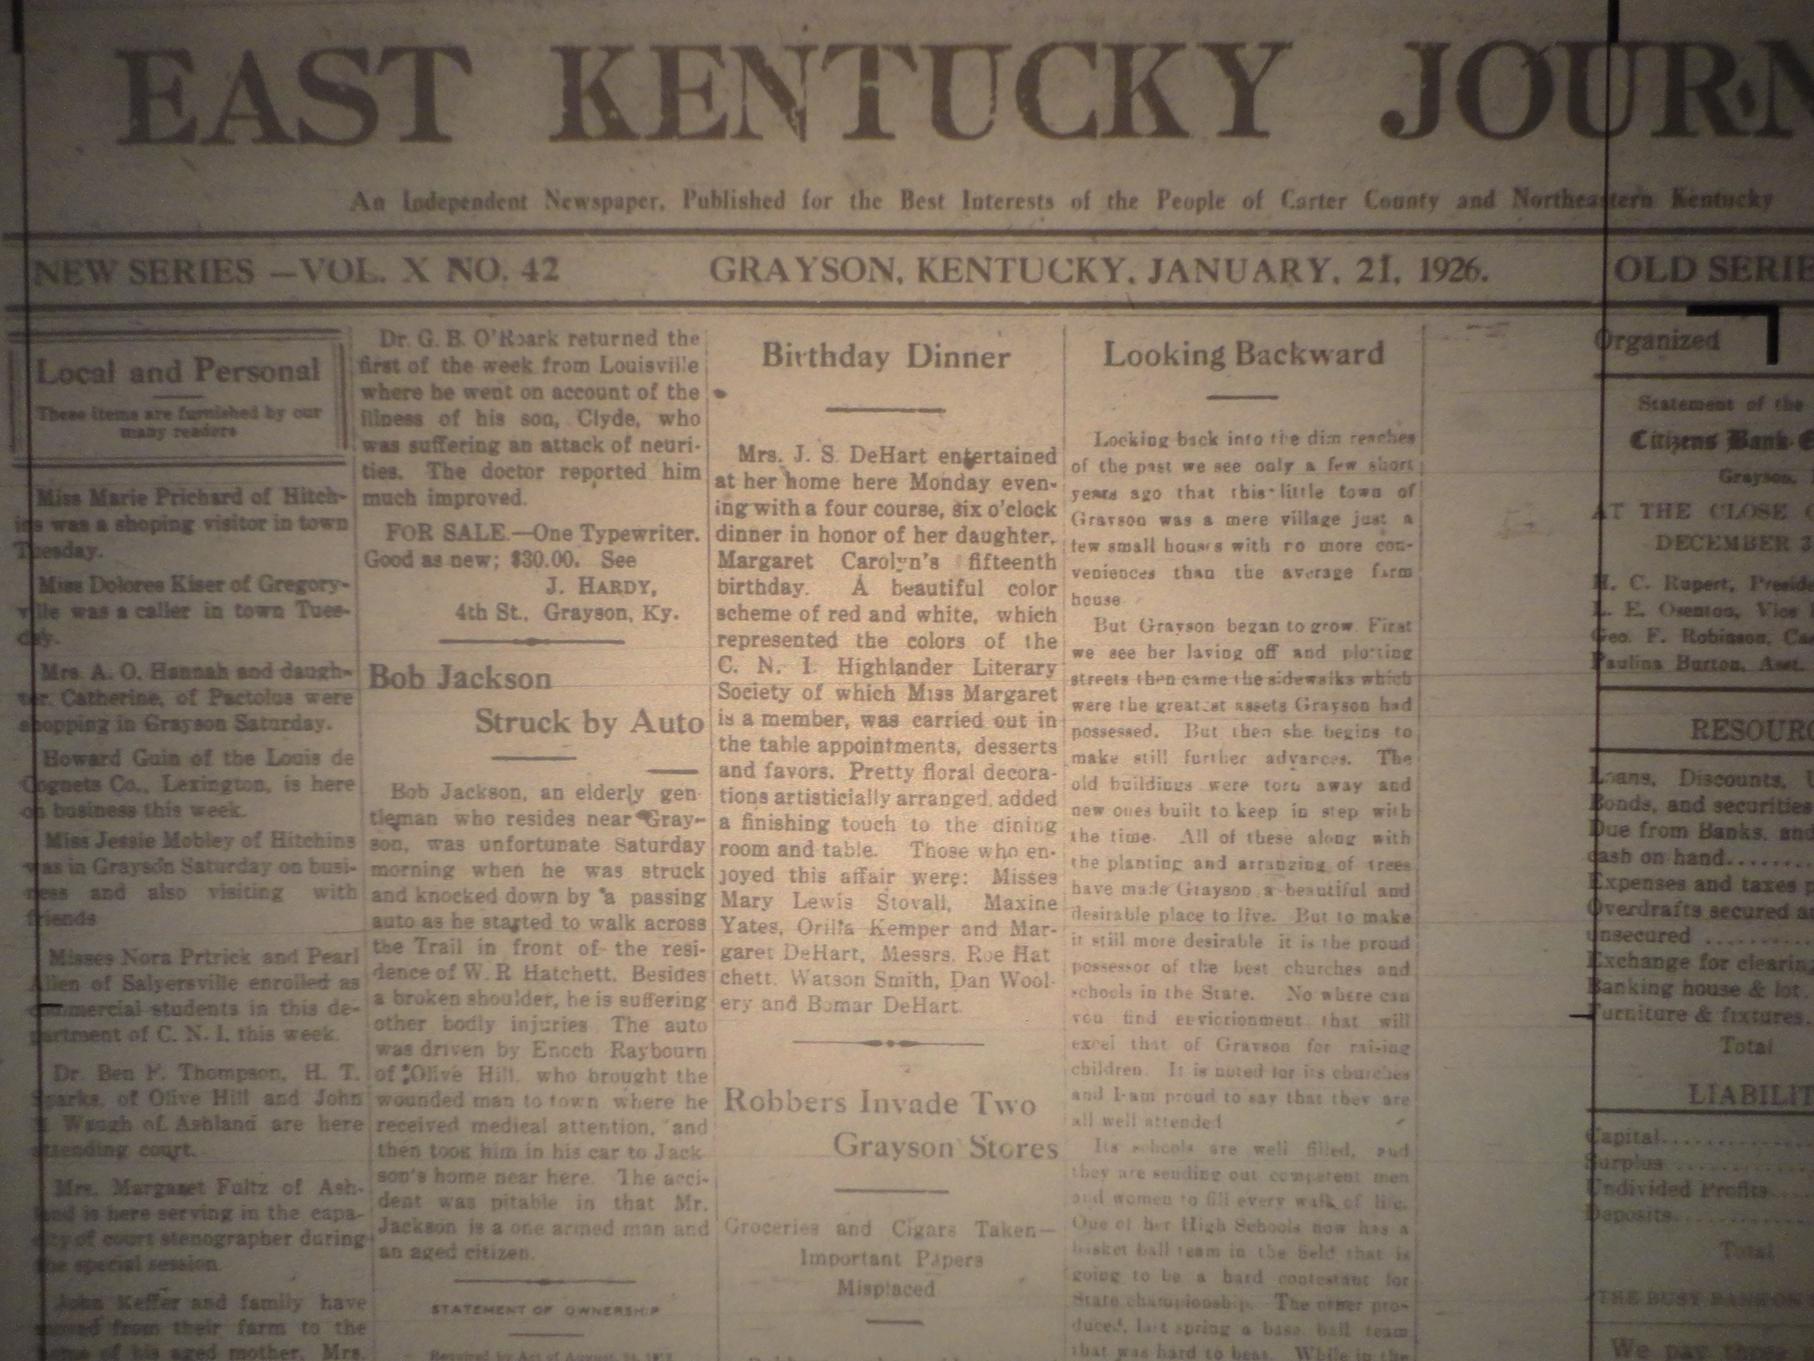 EAST KENTUCKY JOURN
An Independent Newspaper, Published for the Best Interests of the People of Carter County and Northeastern Kentucky
NEW SERIES —VOL. X NO. 42
GRAYSON, KENTUCKY, JANUARY, 21, 1926.
OLD SERIE
Local and Personal
These items are furnished by our
many readers
Miss Marie Prichard of Hitch-
ins was a shoping visitor in town
Tuesday.
Miss Dolores Kiser of Gregory-
ville was a caller in town Tues-
day.
Mrs. A. O. Hannah and daugh-
ter, Catherine, of Pactolus were
shopping in Grayson Saturday.
Howard Guin of the Louis de
Cognets Co., Lexington, is here
on business this week.
Miss Jessie Mobley of Hitchins
was in Grayson Saturday on busi-
ness and also visiting with
friends
Misses Nora Prtrick and Pearl
Allen of Salyersville enrolled as
commercial students in this de-
partment of C. N. I. this week.
Dr. Ben F. Thompson, H. T.
Sparks, of Olive Hill and John
Waugh of Ashland are here
attending court.
Mrs. Margaret Fultz of Ash-
land is here serving in the capa-
city of court stenographer during
the special session.
John Keffer and family have
moved from their farm to the
home of his aged mother, Mrs.
Dr. G. B. O'Roark returned the
first of the week from Louisville
where he went on account of the
illness of his son, Clyde, who
was suffering an attack of neuri-
ties. The doctor reported him
much improved.
FOR SALE.—One Typewriter.
Good as new; $30.00. See
J. HARDY,
4th St., Grayson, Ky.
Bob Jackson
Struck by Auto
Bob Jackson, an elderly gen-
tleman who resides near Gray-
son, was unfortunate Saturday
morning when he was struck
and knocked down by a passing
auto as he started to walk across
the Trail in front of the resi-
dence of W. R Hatchett. Besides
a broken shoulder, he is suffering
other bodly injuries The auto
was driven by Enoch Raybourn
of Olive Hill. who brought the
wounded man to town where he
received medical attention, and
then took him in his car to Jack
son's home near here. The acci-
dent was pitable in that Mr.
Jackson is a one armed man and
an aged citizen.
STATEMENT OF OWNERSHIP
Required by Act of August 24, 1912
Birthday Dinner
Mrs. J. S. DeHart entertained
at her home here Monday even-
ing with a four course, six o'clock
dinner in honor of her daughter,
Margaret Carolyn's fifteenth
birthday. A beautiful color
scheme of red and white, which
represented the colors of the
C. N. I. Highlander Literary
Society of which Miss Margaret
is a member, was carried out in
the table appointments, desserts
and favors. Pretty floral decora-
tions artisticially arranged, added
a finishing touch to the dining
room and table. Those who en-
joyed this affair were: Misses
Mary Lewis Stovall, Maxine
Yates, Orilla Kemper and Mar-
garet DeHart, Messrs. Roe Hat
chett. Watson Smith, Dan Wool-
ery and Bomar DeHart.
Robbers Invade Two
Grayson Stores
Groceries and Cigars Taken—
Important Papers
Misplaced
Looking Backward
Looking back into the dim reaches
of the past we see only a few short
years ago that this little town of
Grayson was a mere village just a
few small houses with no more con-
veniences than the average farm
house
But Grayson began to grow. First
we see her laying off and plotting
streets then came the sidewalks which
were the greatest assets Grayson had
possessed. But then she begins to
make still further advances. The
old buildings were torn away and
new ones built to keep in step with
the time. All of these along with
the planting and arranging of trees
have made Grayson a beautiful and
desirable place to live. But to make
it still more desirable it is the proud
possessor of the best churches and
schools in the State. No where can
you find enviorionment that will
excel that of Grayson for raising
children. It is noted for its churches
and I am proud to say that they are
all well attended
Its schools are well filled, and
they are sending out competent men
and women to fill every walk of life.
One of her High Schools now has a
basket ball team in the field that is
going to be a hard contestant for
State championship. The other pro-
duced, last spring a base ball team
that was hard to beat. While in the
Organized
Statement of the
Citizens Bank
Grayson,
AT THE CLOSE
DECEMBER 3
H. C. Rupert, Preside
L. E. Osenton, Vice
Geo. F. Robinson, Ca
Paulina Burton, Asst.
RESOURC
Loans, Discounts,
Bonds, and securities
Due from Banks, and
cash on hand.......
Expenses and taxes p
Overdrafts secured a
unsecured ..........
Exchange for clearin
Banking house & lot.
Furniture & fixtures.
Total
LIABILIT
Capital..............
Surplus..............
Undivided Profits....
Deposits.............
Total
THE BUSY BANK ON
We pay